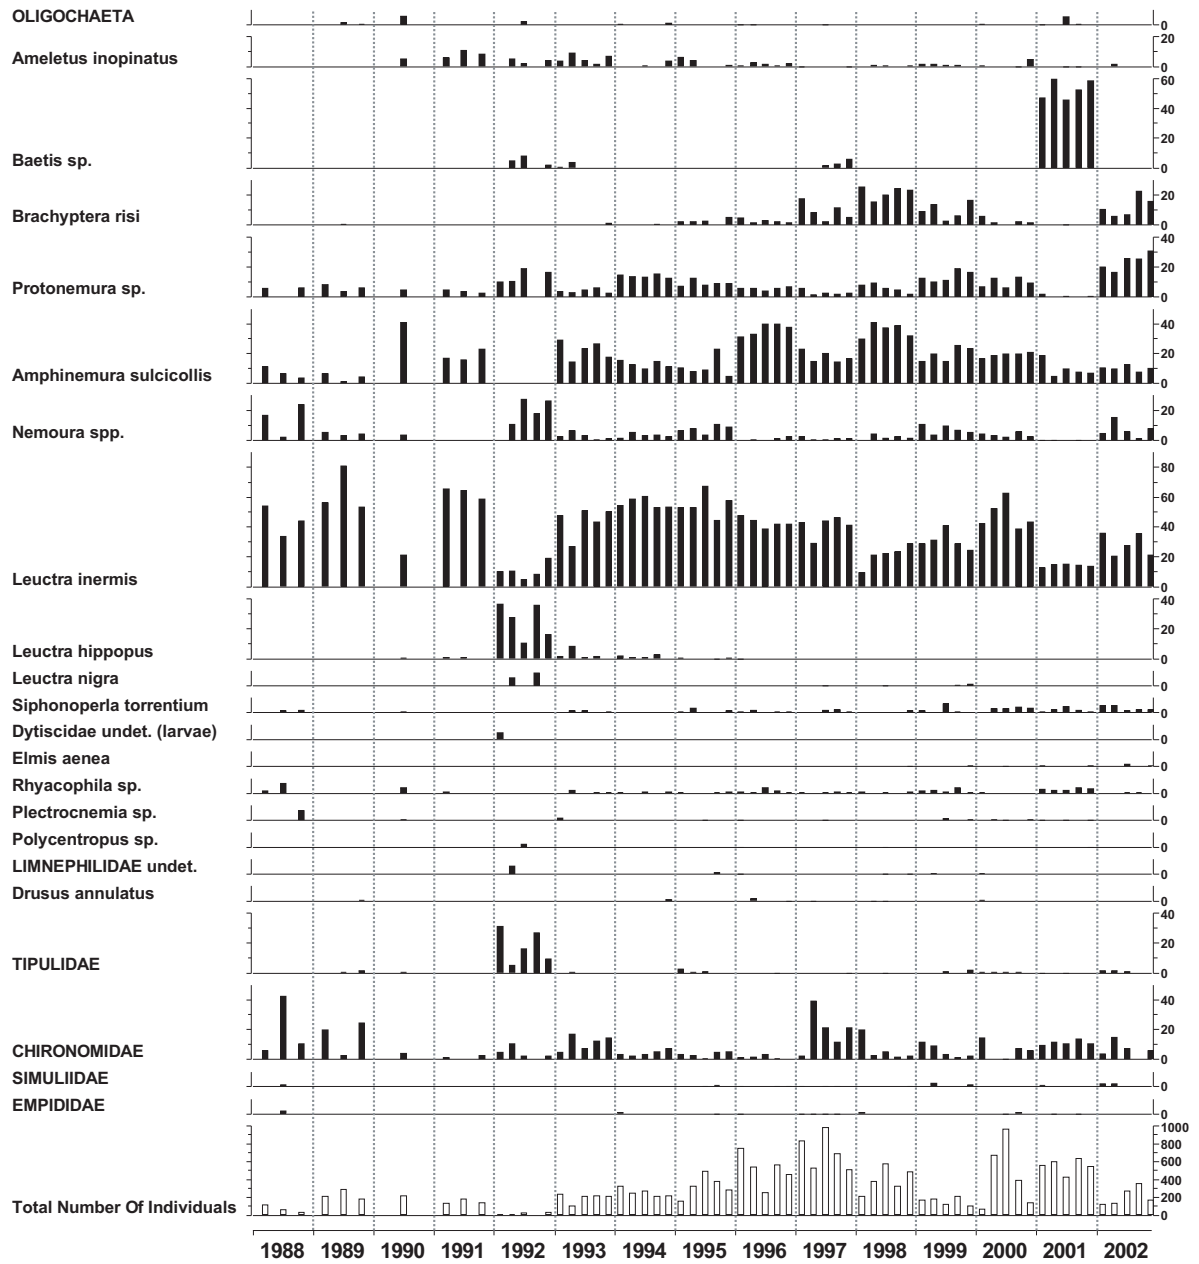 OLIGOCHAETA
0
20
Ameletus inopinatus
0
60
40
20
Baetis sp.
0
20
Brachyptera risi
0
40
20
Protonemura sp.
0
40
20
Amphinemura sulcicollis
0
20
Nemoura spp.
0
80
60
40
20
Leuctra inermis
0
40
20
Leuctra hippopus
0
Leuctra nigra
0
Siphonoperla torrentium
0
Dytiscidae undet. (larvae)
0
Elmis aenea
0
Rhyacophila sp.
0
Plectrocnemia sp.
0
Polycentropus sp.
0
LIMNEPHILIDAE undet.
0
Drusus annulatus
0
40
20
TIPULIDAE
0
40
20
CHIRONOMIDAE
0
SIMULIIDAE
0
EMPIDIDAE
0
1000
800
600
400
200
Total Number Of Individuals
0
1988 1989 1990 1991 1992 1993 1994 1995 1996 1997 1998 1999 2000 2001 2002